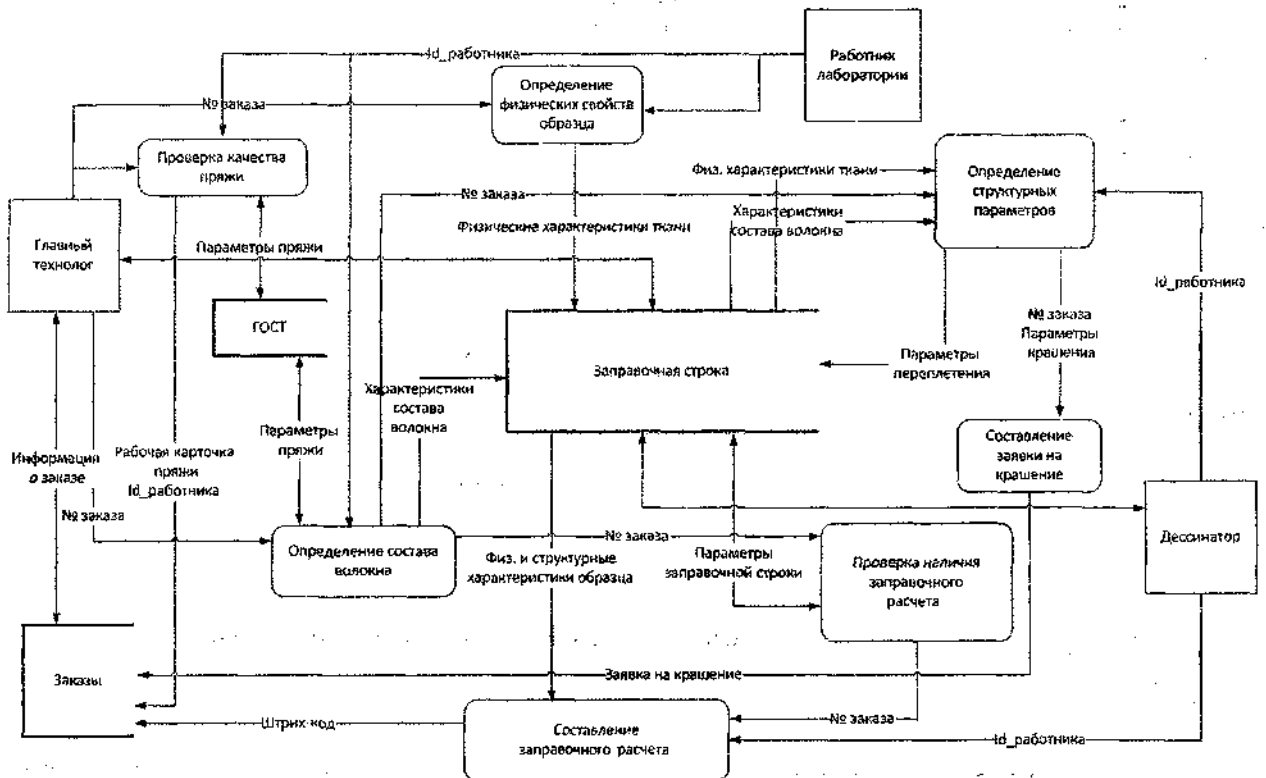 Id_работника
Работник
лаборатории
Определение
физических свойств
образца
№ заказа
Проверка качества
пряжи
Физ. характеристики ткани
Определение
структурных
параметров
№ заказа
Характеристики
состава волокна
Физические характеристики ткани
Главный
технолог
Параметры пряжи
Id_работника
ГОСТ
№ заказа
Параметры
крашения
Заправочная строка
Параметры
переплетения
Характеристики
состава
волокна
Параметры
пряжи
Информация
о заказе
Рабочая карточка
пряжи
Id_работника
Составление
заявки на
крашение
№ заказа
Определение состава
волокна
№ заказа
Физ. и структурные
характеристики образца
Параметры
заправочной строки
Проверка наличия
заправочного
расчета
Дессинатор
Заказы
Заявка на крашение
Штрих-код
Составление
заправочного расчета
№ заказа
Id_работника